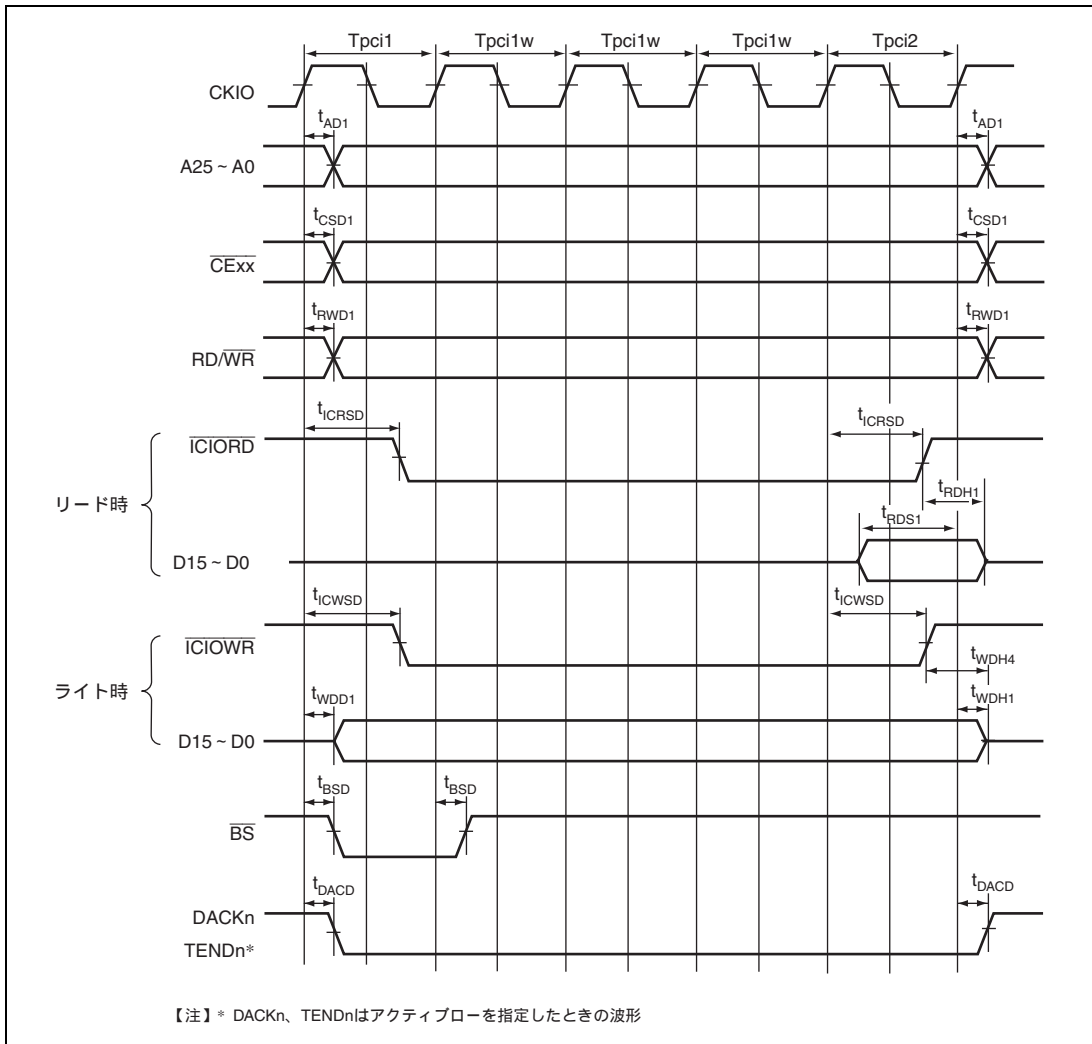 Tpci1 Tpci1w Tpci1w Tpci1w Tpci2
CKIO
tAD1 tAD1
A25 ~ A0
tCSD1 tCSD1
CExx
tRWD1 tRWD1
RD/WR
tICRSD tICRSD
ICIORD
tRDH1
リード時
tRDS1
D15 ~ D0
tICWSD tICWSD
ICIOWR
tWDH4
ライト時
tWDD1 tWDH1
D15 ~ D0
tBSD tBSD
BS
tDACD tDACD
DACKn
TENDn*
【注】* DACKn、TENDnはアクティブローを指定したときの波形